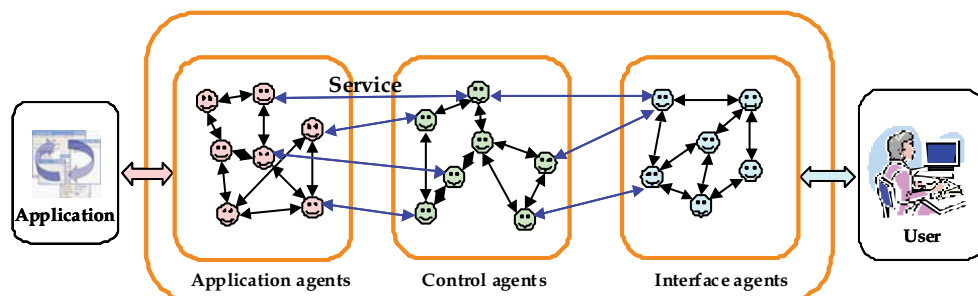 Service
Application
User
Application agents
Control agents
Interface agents